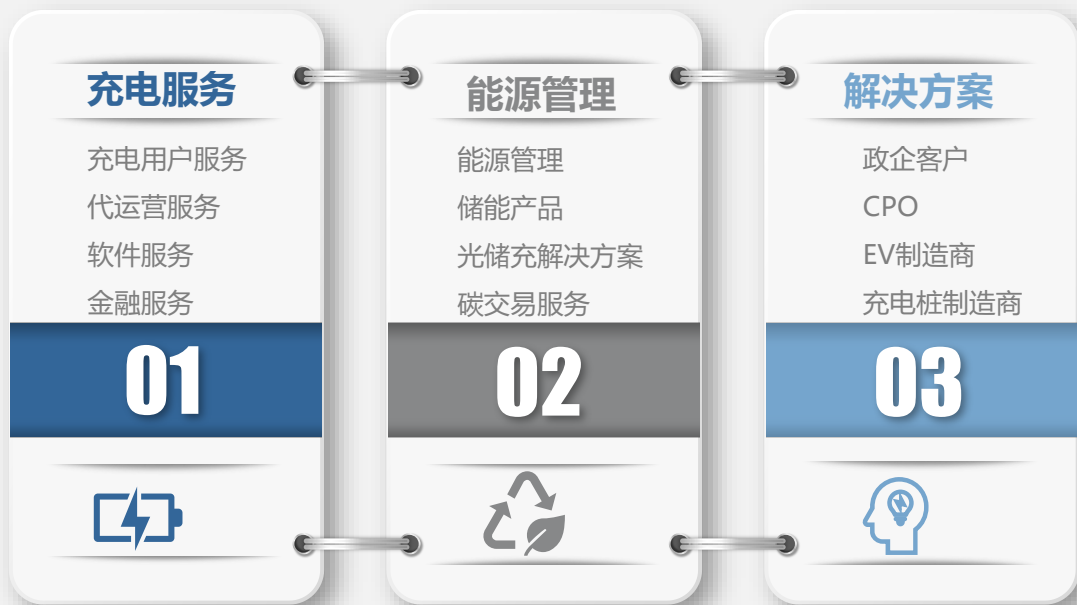 充电服务
充电用户服务
代运营服务
软件服务
金融服务
01
能源管理
能源管理
储能产品
光储充解决方案
碳交易服务
02
解决方案
政企客户
CPO
EV制造商
充电桩制造商
03